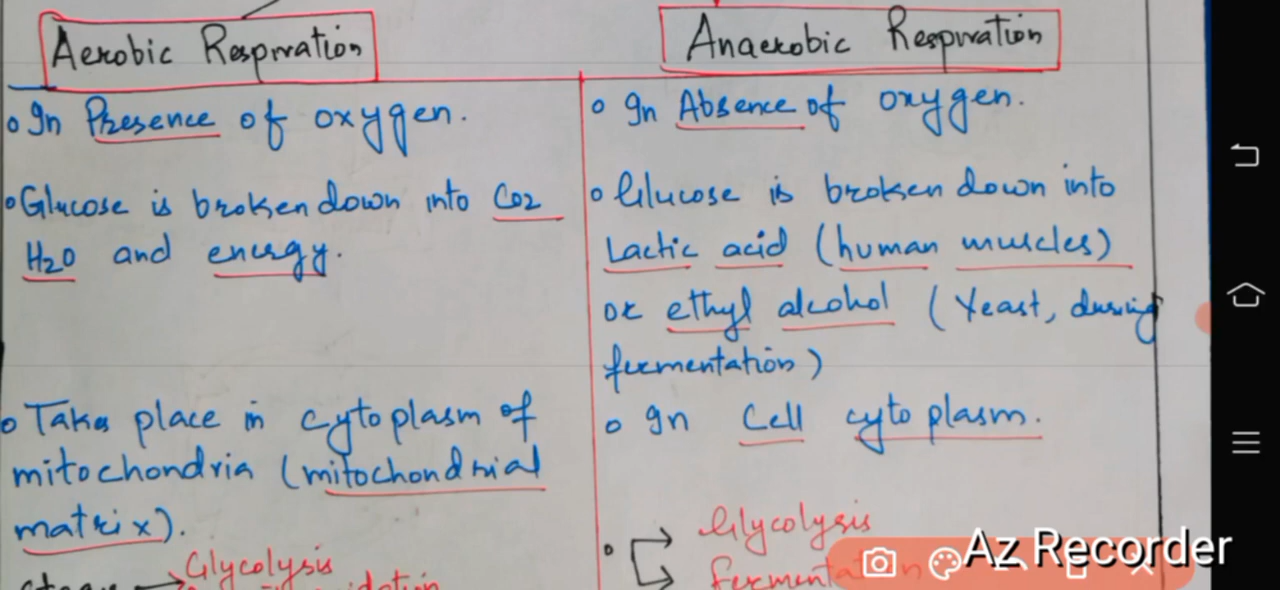 Aerobic Respiration
Anaerobic Respiration
In Presence of oxygen.
Glucose is broken down into CO2
H2O and energy.
Takes place in cytoplasm of
mitochondria (mitochondrial
matrix).
Glycolysis
In Absence of oxygen.
Glucose is broken down into
Lactic acid (human muscles)
or ethyl alcohol (Yeast, during
fermentation)
In Cell cytoplasm.
Glycolysis
Az Recorder